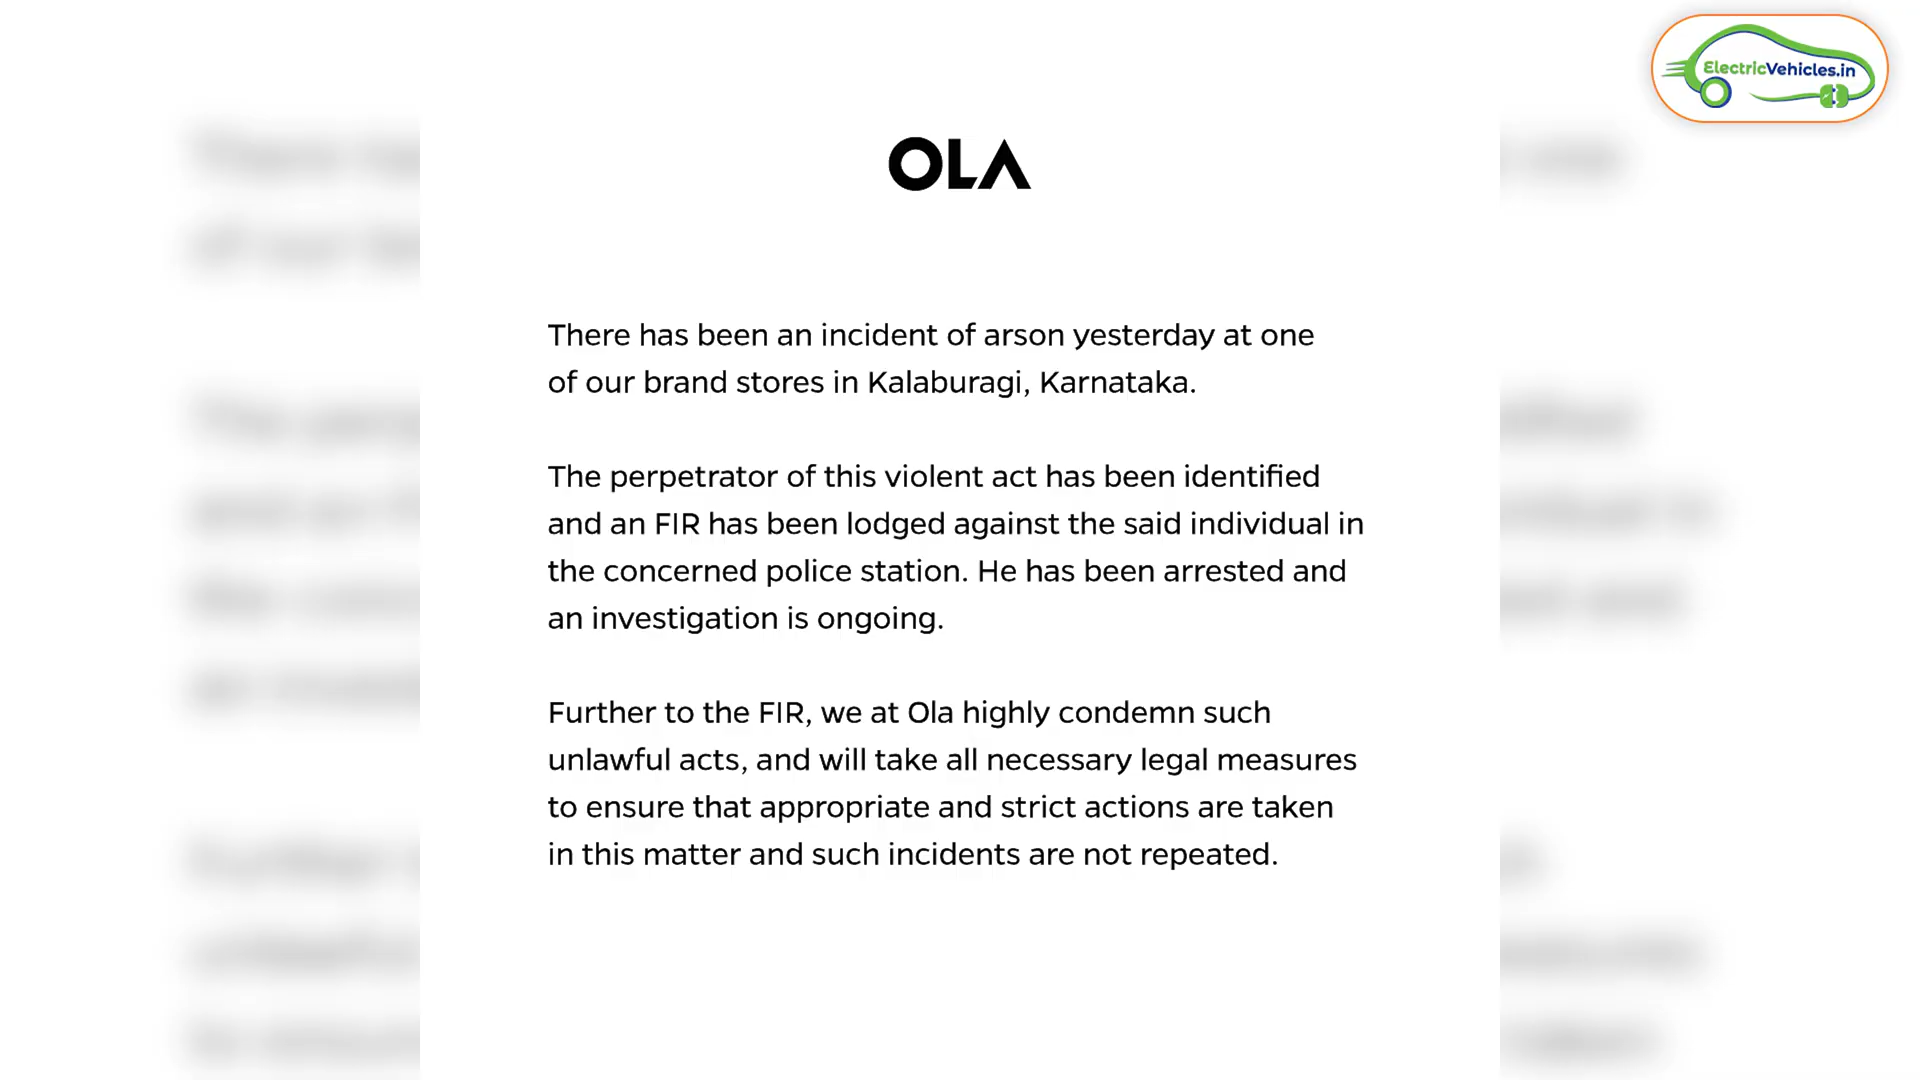 ElectricVehicles.in
OLA
There has been an incident of arson yesterday at one
of our brand stores in Kalaburagi, Karnataka.
The perpetrator of this violent act has been identified
and an FIR has been lodged against the said individual in
the concerned police station. He has been arrested and
an investigation is ongoing.
Further to the FIR, we at Ola highly condemn such
unlawful acts, and will take all necessary legal measures
to ensure that appropriate and strict actions are taken
in this matter and such incidents are not repeated.